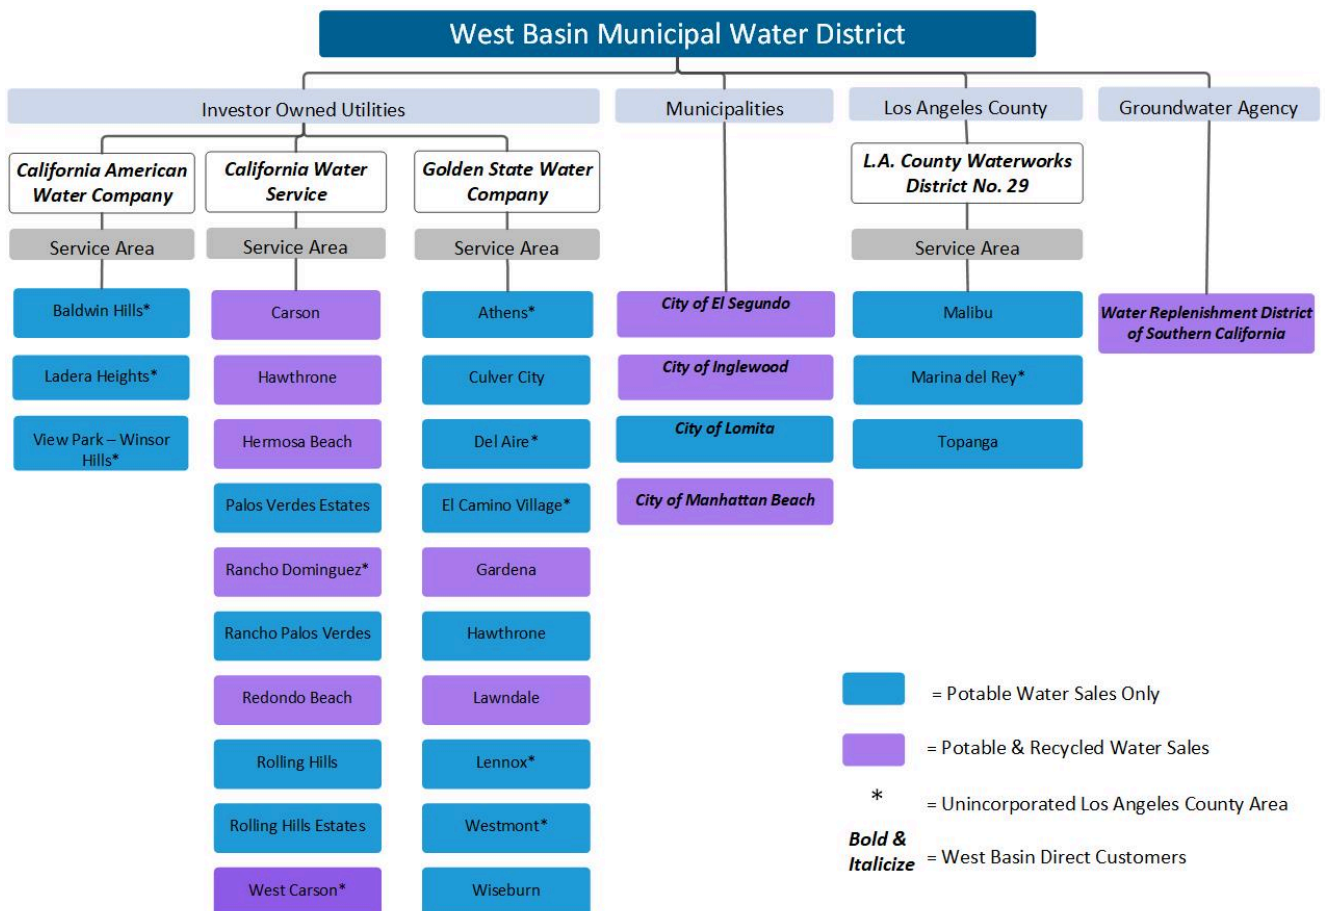 West Basin Municipal Water District
Investor Owned Utilities
Municipalities
Los Angeles County
Groundwater Agency
California American
Water Company
California Water
Service
Golden State Water
Company
L.A. County Waterworks
District No. 29
Service Area
Service Area
Service Area
Service Area
Baldwin Hills*
Ladera Heights*
View Park – Winsor
Hills*
Carson
Hawthrone
Hermosa Beach
Palos Verdes Estates
Rancho Dominguez*
Rancho Palos Verdes
Redondo Beach
Rolling Hills
Rolling Hills Estates
West Carson*
Athens*
Culver City
Del Aire*
El Camino Village*
Gardena
Hawthrone
Lawndale
Lennox*
Westmont*
Wiseburn
City of El Segundo
City of Inglewood
City of Lomita
City of Manhattan Beach
Malibu
Marina del Rey*
Topanga
Water Replenishment District
of Southern California
= Potable Water Sales Only
= Potable & Recycled Water Sales
* = Unincorporated Los Angeles County Area
Bold &
Italicize = West Basin Direct Customers